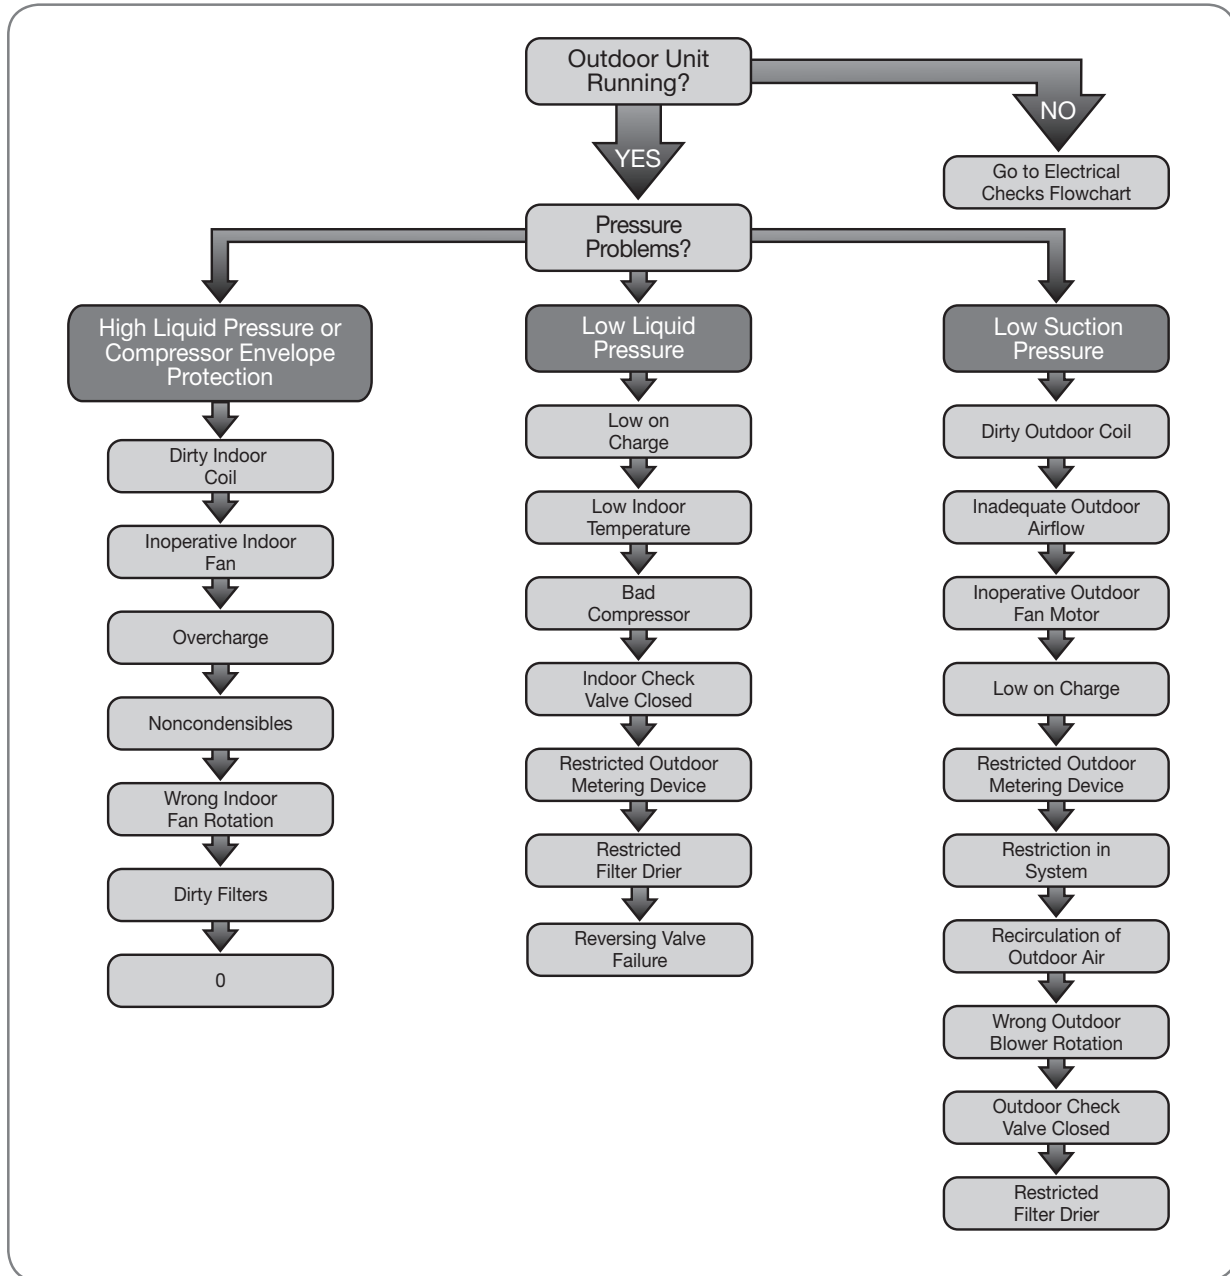 Outdoor Unit
Running?
NO
YES
Go to Electrical
Checks Flowchart
Pressure
Problems?
High Liquid Pressure or
Compressor Envelope
Protection
Dirty Indoor
Coil
Inoperative Indoor
Fan
Overcharge
Noncondensibles
Wrong Indoor
Fan Rotation
Dirty Filters
0
Low Liquid
Pressure
Low on
Charge
Low Indoor
Temperature
Bad
Compressor
Indoor Check
Valve Closed
Restricted Outdoor
Metering Device
Restricted
Filter Drier
Reversing Valve
Failure
Low Suction
Pressure
Dirty Outdoor Coil
Inadequate Outdoor
Airflow
Inoperative Outdoor
Fan Motor
Low on Charge
Restricted Outdoor
Metering Device
Restriction in
System
Recirculation of
Outdoor Air
Wrong Outdoor
Blower Rotation
Outdoor Check
Valve Closed
Restricted
Filter Drier